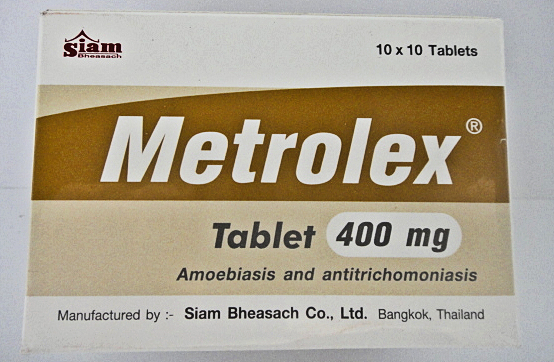 Siam
Bheasach
10 x 10 Tablets
Metrolex®
Tablet 400 mg
Amoebiasis and antitrichomoniasis
Manufactured by :- Siam Bheasach Co., Ltd. Bangkok, Thailand